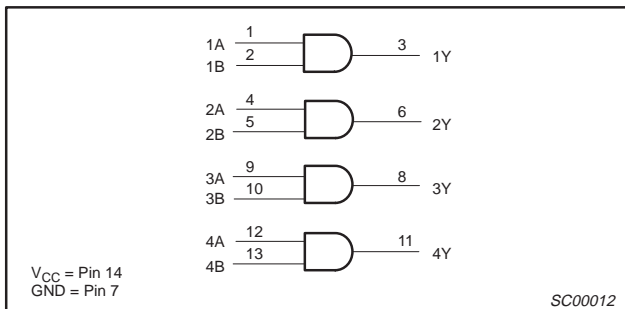 1A 1 3 1Y
1B 2
2A 4 6 2Y
2B 5
3A 9 8 3Y
3B 10
4A 12 11 4Y
4B 13
VCC = Pin 14
GND = Pin 7
SC00012